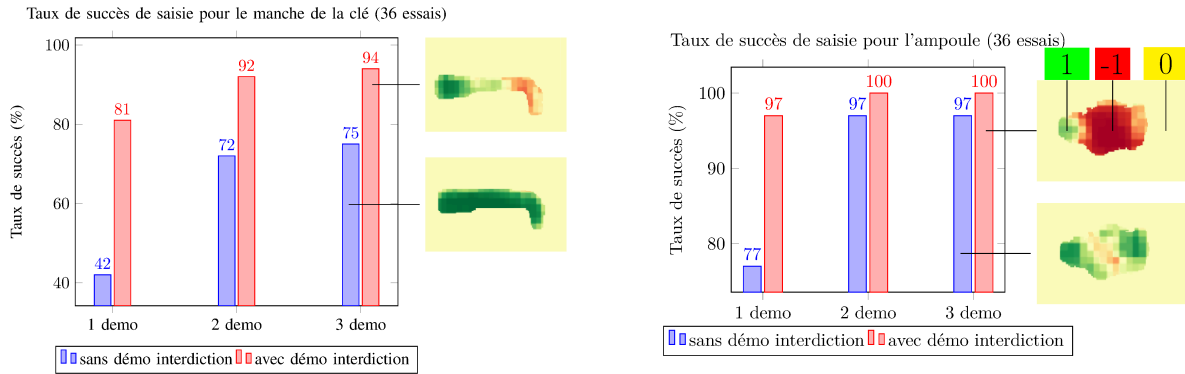 Taux de succès de saisie pour le manche de la clé (36 essais)
Taux de succès (%)
100
80
60
40
42
81
72
92
75
94
1 demo
2 demo
3 demo
sans démo interdiction
avec démo interdiction
Taux de succès de saisie pour l'ampoule (36 essais)
Taux de succès (%)
100
90
80
77
97
97
100
97
100
1 demo
2 demo
3 demo
sans démo interdiction
avec démo interdiction
1
-1
0